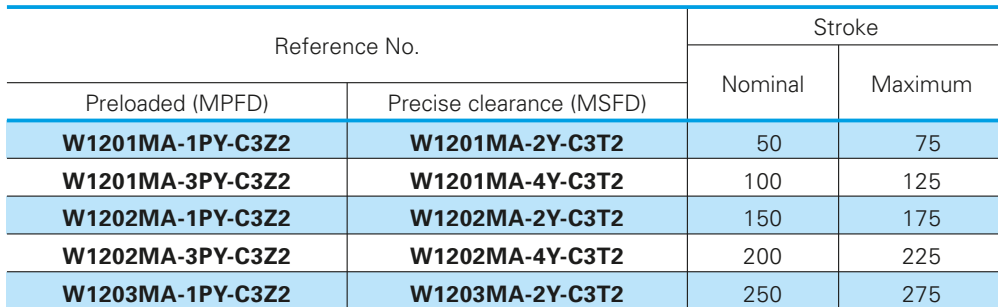 Reference No. Stroke
Nominal Maximum
Preloaded (MPFD) Precise clearance (MSFD)
W1201MA-1PY-C3Z2 W1201MA-2Y-C3T2 50 75
W1201MA-3PY-C3Z2 W1201MA-4Y-C3T2 100 125
W1202MA-1PY-C3Z2 W1202MA-2Y-C3T2 150 175
W1202MA-3PY-C3Z2 W1202MA-4Y-C3T2 200 225
W1203MA-1PY-C3Z2 W1203MA-2Y-C3T2 250 275